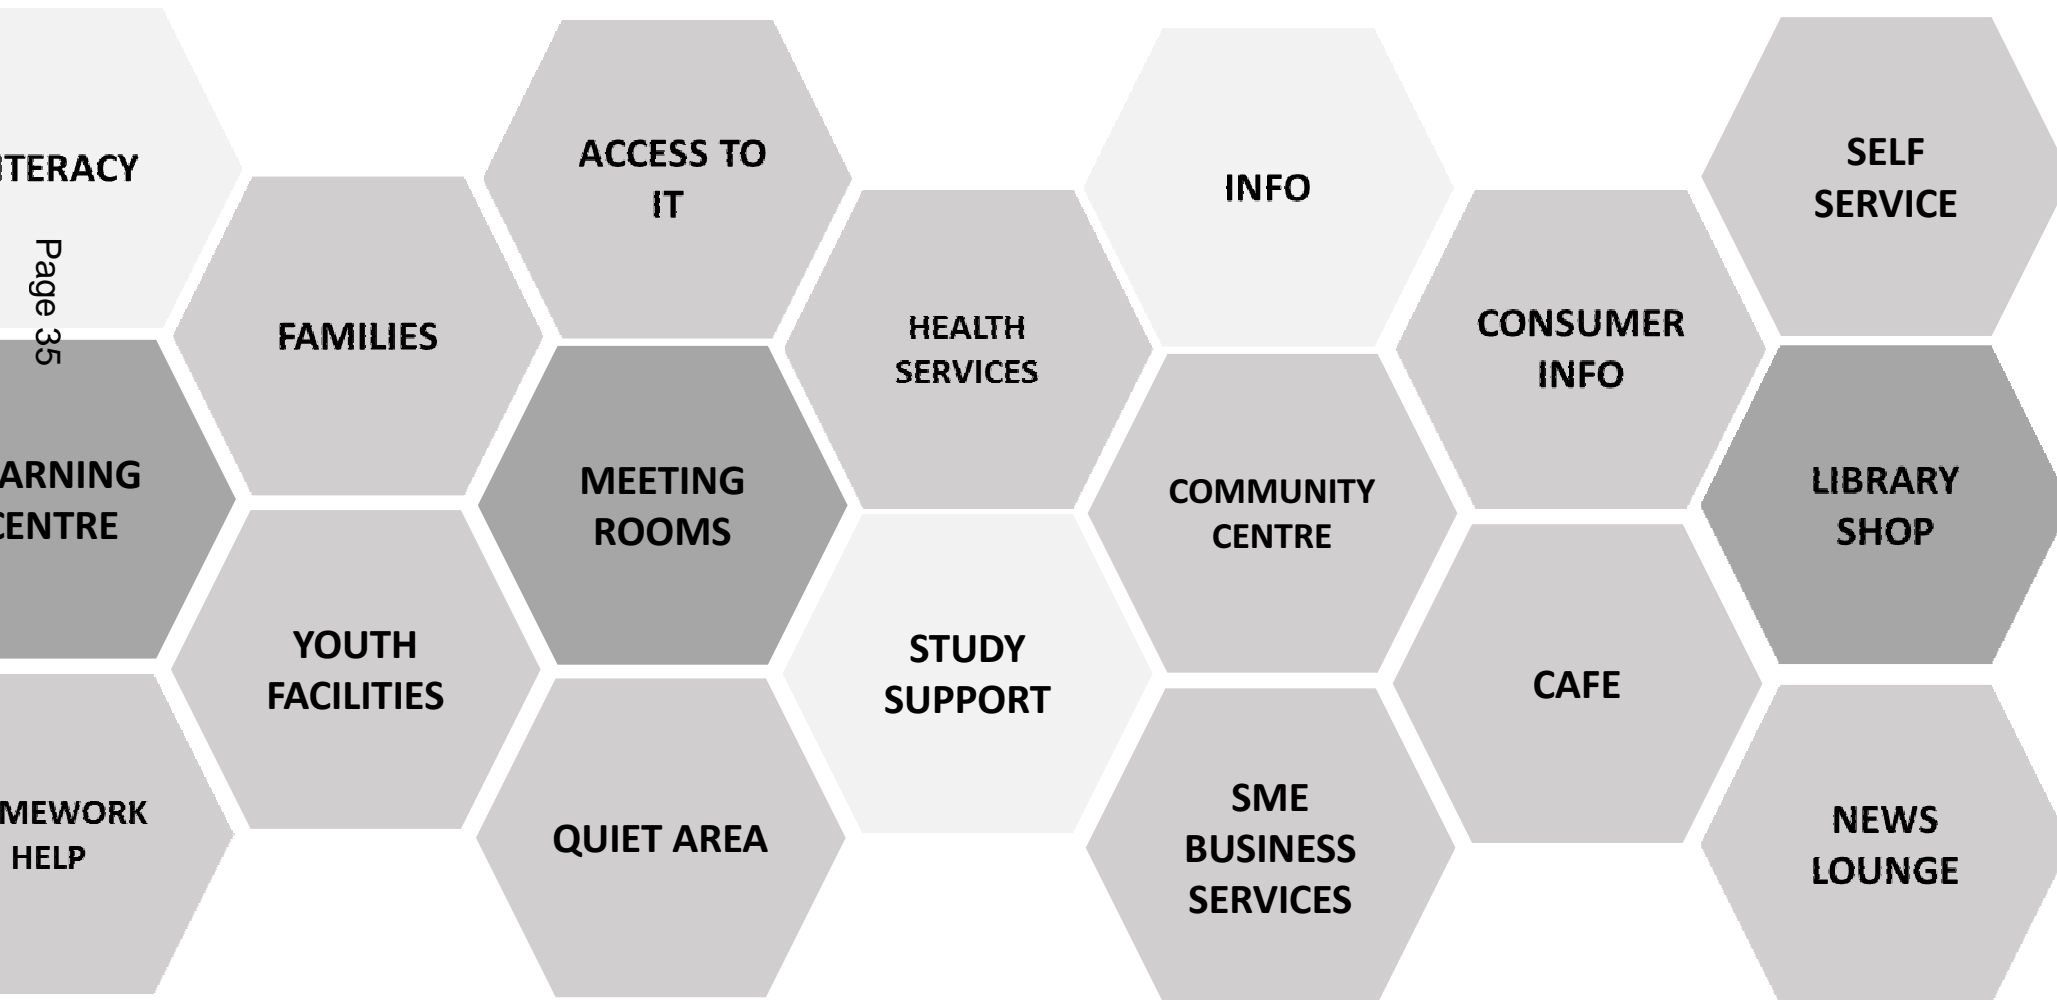 ITERACY
Page 35
ARNING
CENTRE
MEWORK
HELP
FAMILIES
YOUTH
FACILITIES
ACCESS TO
IT
MEETING
ROOMS
QUIET AREA
HEALTH
SERVICES
STUDY
SUPPORT
INFO
COMMUNITY
CENTRE
SME
BUSINESS
SERVICES
CONSUMER
INFO
CAFE
SELF
SERVICE
LIBRARY
SHOP
NEWS
LOUNGE